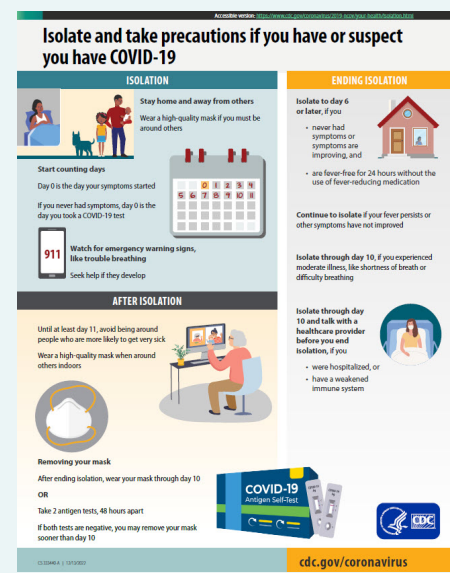 Accessible version: https://www.cdc.gov/coronavirus/2019-ncov/your-health/isolation.html
Isolate and take precautions if you have or suspect
you have COVID-19
ISOLATION
Stay home and away from others
Wear a high-quality mask if you must be
around others
Start counting days
Day 0 is the day your symptoms started
If you never had symptoms, day 0 is the
day you took a COVID-19 test
0 1 2 3 4
5 6 7 8 9 10 11
911
Watch for emergency warning signs,
like trouble breathing
Seek help if they develop
ENDING ISOLATION
Isolate to day 6
or later, if you
• never had
symptoms or
symptoms are
improving, and
• are fever-free for 24 hours without the
use of fever-reducing medication
Continue to isolate if your fever persists or
other symptoms have not improved
Isolate through day 10, if you experienced
moderate illness, like shortness of breath or
difficulty breathing
Isolate through day
10 and talk with a
healthcare provider
before you end
isolation, if you
• were hospitalized, or
• have a weakened
immune system
AFTER ISOLATION
Until at least day 11, avoid being around
people who are more likely to get very sick
Wear a high-quality mask when around
others indoors
Removing your mask
After ending isolation, wear your mask through day 10
OR
Take 2 antigen tests, 48 hours apart
If both tests are negative, you may remove your mask
sooner than day 10
COVID-19
Antigen Self-Test
CDC
cdc.gov/coronavirus